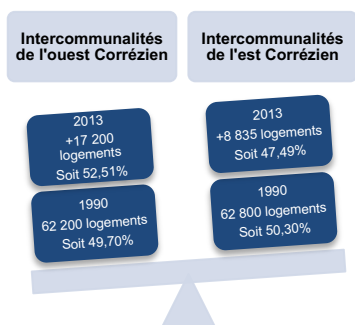 Intercommunalités
de l'ouest Corrézien
Intercommunalités
de l'est Corrézien
2013
+17 200
logements
Soit 52,51%
1990
62 200 logements
Soit 49,70%
2013
+8 835 logements
Soit 47,49%
1990
62 800 logements
Soit 50,30%